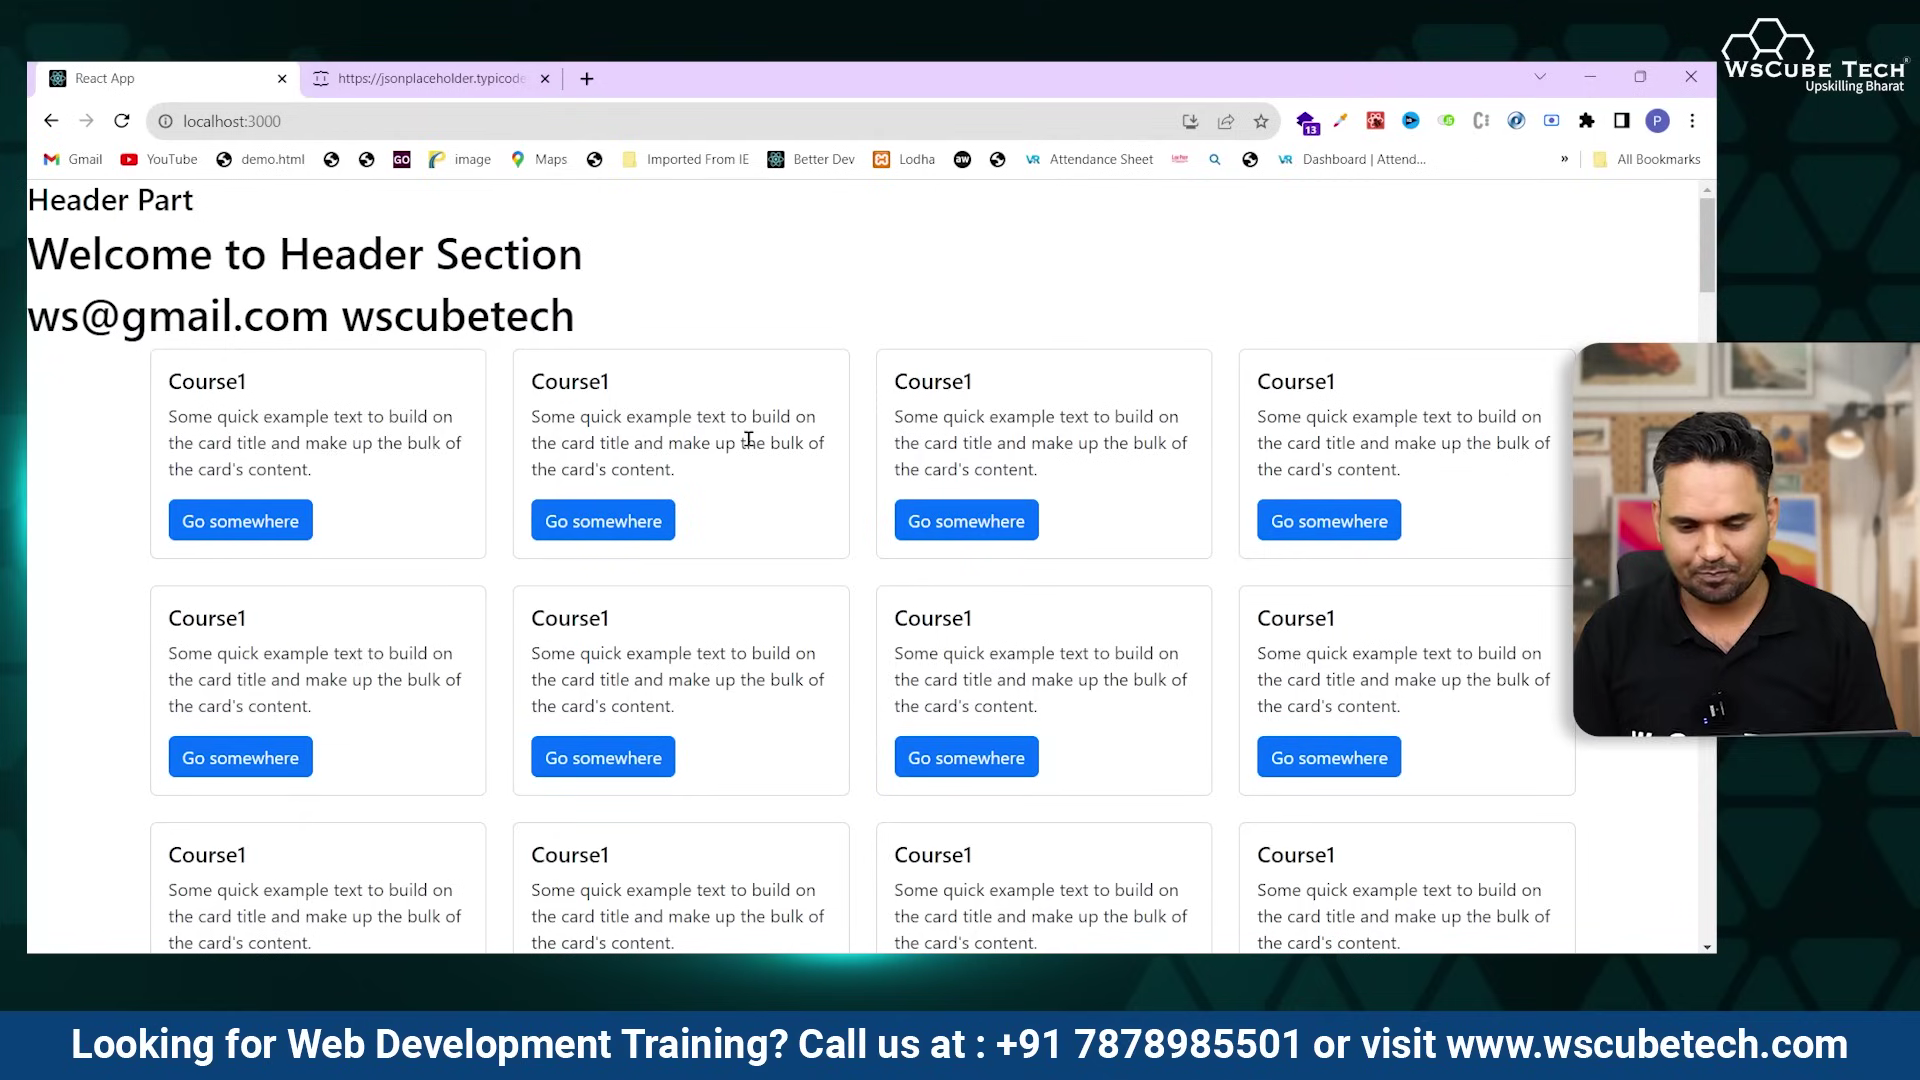 WsCube Tech®
Upskilling Bharat
React App
https://jsonplaceholder.typicode
localhost:3000
13
P
Gmail
YouTube
demo.html
GO
image
Maps
Imported From IE
Better Dev
Lodha
aw
VR
Attendance Sheet
VR
Dashboard | Attend...
»
All Bookmarks
Header Part
Welcome to Header Section
ws@gmail.com wscubetech
Course1
Some quick example text to build on
the card title and make up the bulk of
the card's content.
Go somewhere
Course1
Some quick example text to build on
the card title and make up the bulk of
the card's content.
Go somewhere
Course1
Some quick example text to build on
the card title and make up the bulk of
the card's content.
Go somewhere
Course1
Some quick example text to build on
the card title and make up the bulk of
the card's content.
Go somewhere
Course1
Some quick example text to build on
the card title and make up the bulk of
the card's content.
Go somewhere
Course1
Some quick example text to build on
the card title and make up the bulk of
the card's content.
Go somewhere
Course1
Some quick example text to build on
the card title and make up the bulk of
the card's content.
Go somewhere
Course1
Some quick example text to build on
the card title and make up the bulk of
the card's content.
Go somewhere
Course1
Some quick example text to build on
the card title and make up the bulk of
the card's content.
Course1
Some quick example text to build on
the card title and make up the bulk of
the card's content.
Course1
Some quick example text to build on
the card title and make up the bulk of
the card's content.
Course1
Some quick example text to build on
the card title and make up the bulk of
the card's content.
Looking for Web Development Training? Call us at : +91 7878985501 or visit www.wscubetech.com